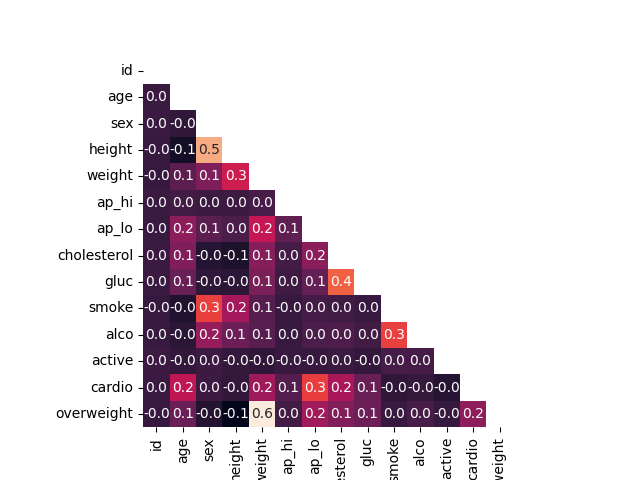 id
age 0.0
sex 0.0 -0.0
height -0.0 -0.1 0.5
weight -0.0 0.1 0.1 0.3
ap_hi 0.0 0.0 0.0 0.0 0.0
ap_lo 0.0 0.2 0.1 0.0 0.2 0.1
cholesterol 0.0 0.1 -0.0 -0.1 0.1 0.0 0.2
gluc 0.0 0.1 -0.0 -0.0 0.1 0.0 0.1 0.4
smoke -0.0 -0.0 0.3 0.2 0.1 -0.0 0.0 0.0 0.0
alco 0.0 -0.0 0.2 0.1 0.1 0.0 0.0 0.0 0.0 0.3
active 0.0 -0.0 0.0 -0.0 -0.0 -0.0 -0.0 0.0 -0.0 0.0 0.0
cardio 0.0 0.2 0.0 -0.0 0.2 0.1 0.3 0.2 0.1 -0.0 -0.0 -0.0
overweight -0.0 0.1 -0.0 -0.1 0.6 0.0 0.2 0.1 0.1 0.0 0.0 -0.0 0.2
id
age
sex
height
weight
ap_hi
ap_lo
esterol
gluc
smoke
alco
active
cardio
weight